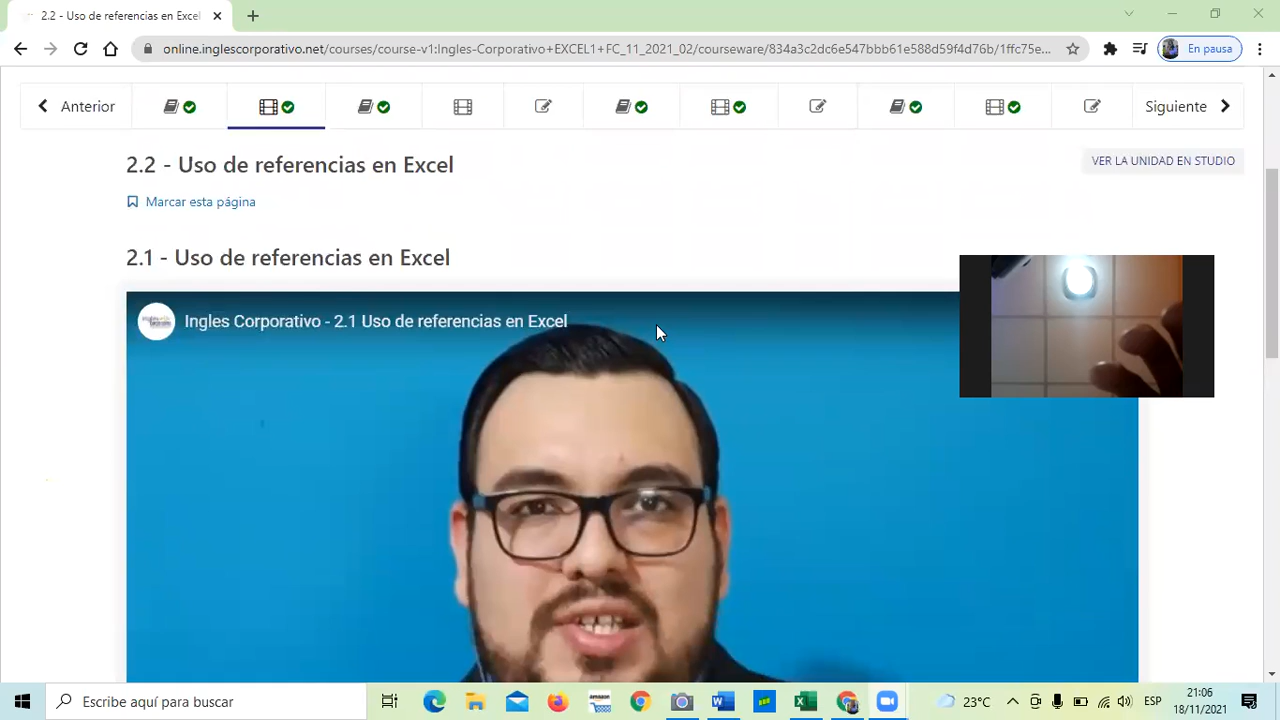 2.2 - Uso de referencias en Excel
online.inglescorporativo.net/courses/course-v1:Ingles-Corporativo+EXCEL1+FC_11_2021_02/courseware/834a3c2dc6e547bbb61e588d59f4d76b/1ffc75e...
En pausa
Anterior
Siguiente
2.2 - Uso de referencias en Excel
VER LA UNIDAD EN STUDIO
Marcar esta página
2.1 - Uso de referencias en Excel
Ingles Corporativo - 2.1 Uso de referencias en Excel
Escribe aquí para buscar
23°C
ESP
21:06
18/11/2021